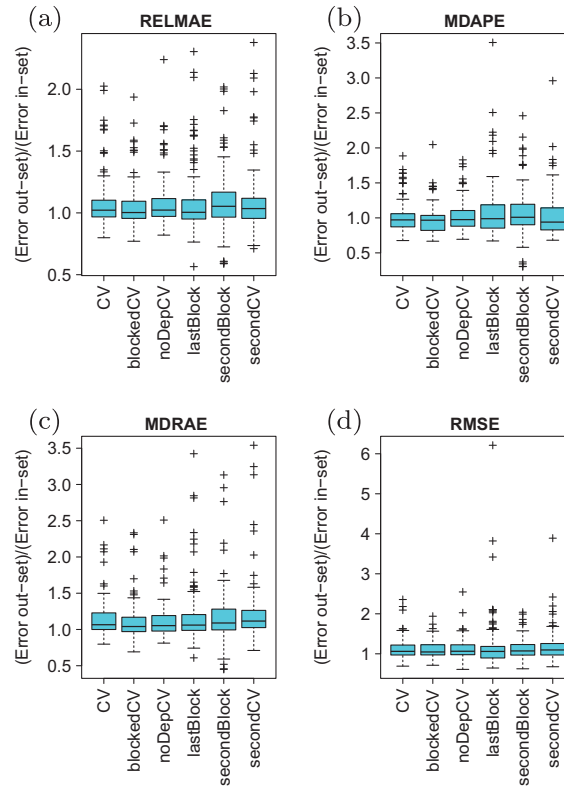 (a)
RELMAE
(Error out−set)/(Error in−set)
2.0
1.5
1.0
0.5
CV
blockedCV
noDepCV
lastBlock
secondBlock
secondCV
(b)
MDAPE
(Error out−set)/(Error in−set)
3.5
3.0
2.5
2.0
1.5
1.0
0.5
CV
blockedCV
noDepCV
lastBlock
secondBlock
secondCV
(c)
MDRAE
(Error out−set)/(Error in−set)
3.5
3.0
2.5
2.0
1.5
1.0
0.5
CV
blockedCV
noDepCV
lastBlock
secondBlock
secondCV
(d)
RMSE
(Error out−set)/(Error in−set)
6
5
4
3
2
1
CV
blockedCV
noDepCV
lastBlock
secondBlock
secondCV